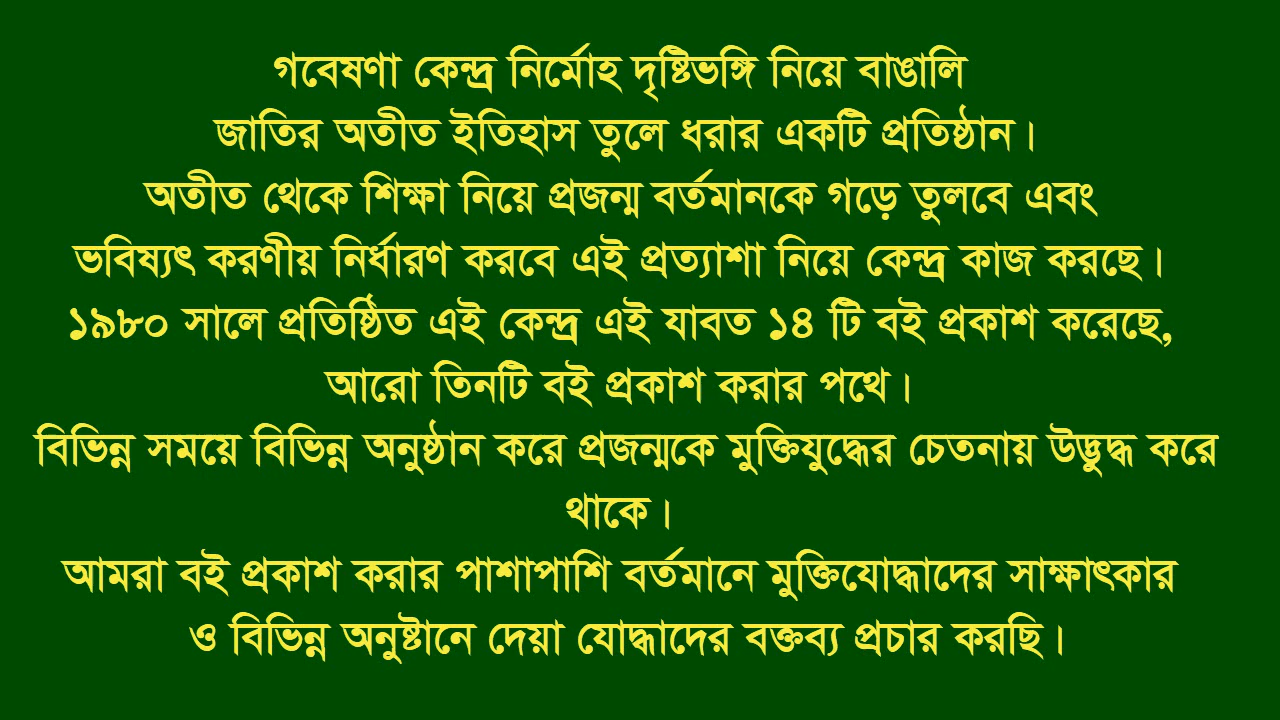 গবেষণা কেন্দ্র নির্মোহ দৃষ্টিভঙ্গি নিয়ে বাঙালি
জাতির অতীত ইতিহাস তুলে ধরার একটি প্রতিষ্ঠান।
অতীত থেকে শিক্ষা নিয়ে প্রজন্ম বর্তমানকে গড়ে তুলবে এবং
ভবিষ্যৎ করণীয় নির্ধারণ করবে এই প্রত্যাশা নিয়ে কেন্দ্র কাজ করছে।
১৯৮০ সালে প্রতিষ্ঠিত এই কেন্দ্র এই যাবত ১৪ টি বই প্রকাশ করেছে,
আরো তিনটি বই প্রকাশ করার পথে।
বিভিন্ন সময়ে বিভিন্ন অনুষ্ঠান করে প্রজন্মকে মুক্তিযুদ্ধের চেতনায় উদ্ভুদ্ধ করে
থাকে।
আমরা বই প্রকাশ করার পাশাপাশি বর্তমানে মুক্তিযোদ্ধাদের সাক্ষাৎকার
ও বিভিন্ন অনুষ্টানে দেয়া যোদ্ধাদের বক্তব্য প্রচার করছি।